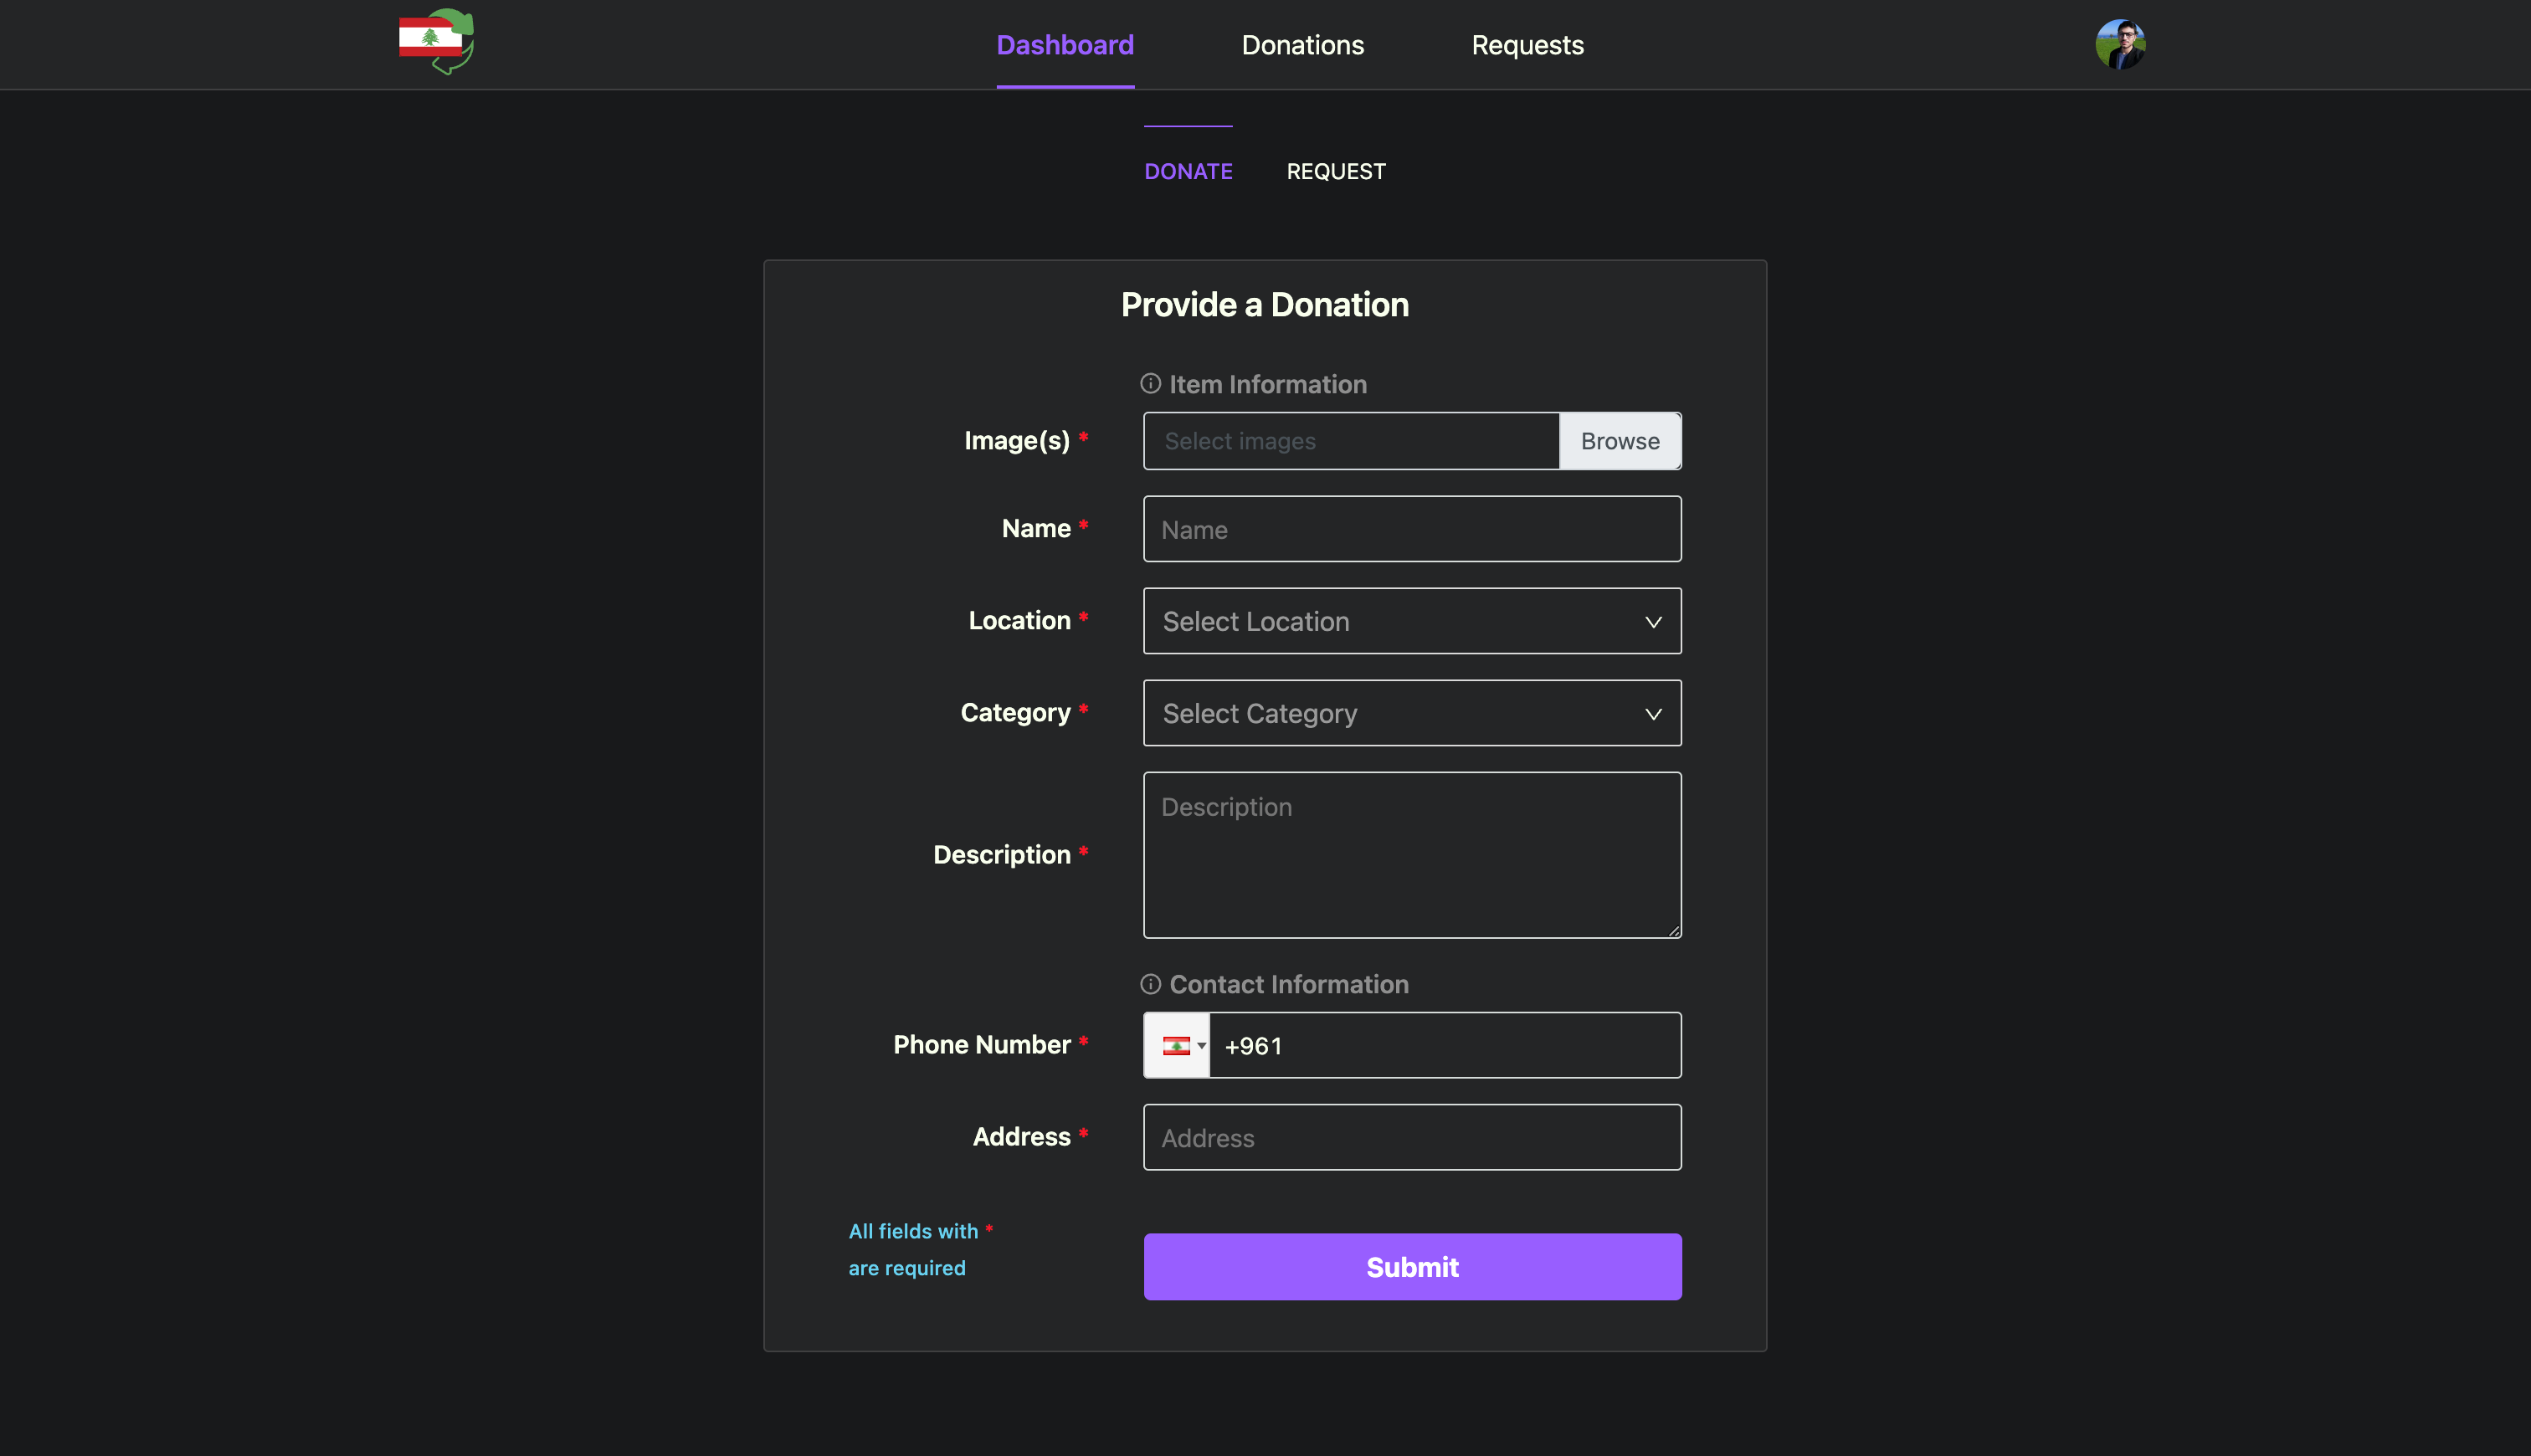 Dashboard Donations Requests
DONATE REQUEST
Provide a Donation
Item Information
Image(s) * Select images Browse
Name * Name
Location * Select Location
Category * Select Category
Description * Description
Contact Information
Phone Number * +961
Address * Address
All fields with *
are required
Submit